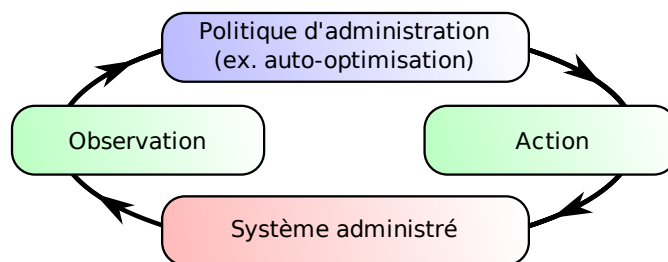 Politique d'administration
(ex. auto-optimisation)
Observation
Action
Système administré